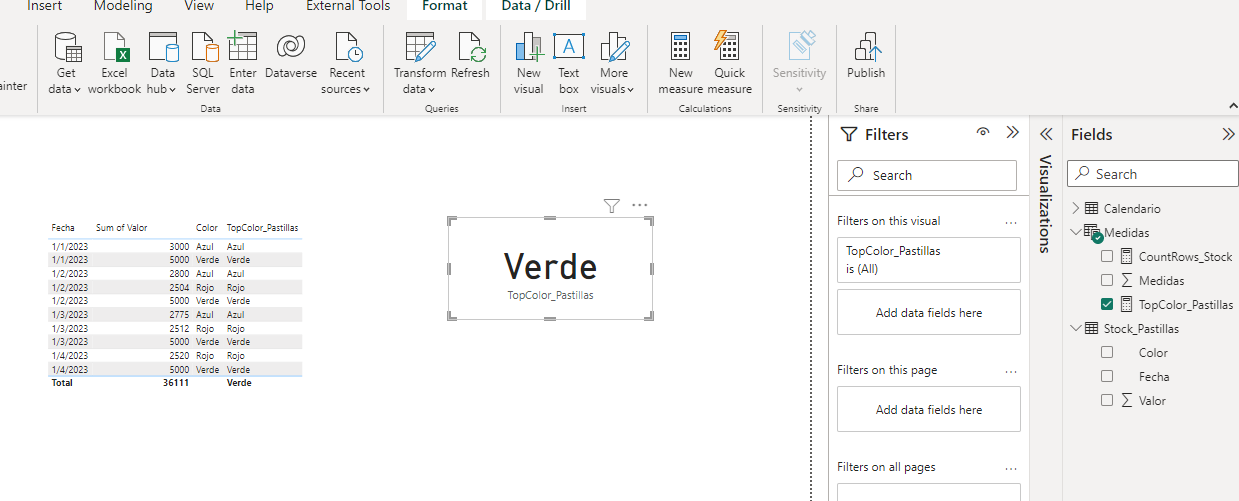 Insert Modeling View Help External Tools Format Data / Drill
ainter
Get data
Excel workbook
Data hub
SQL Server
Enter data
Dataverse
Recent sources
Data
Transform data
Refresh
Queries
New visual
Text box
More visuals
Insert
New measure
Quick measure
Calculations
Sensitivity
Sensitivity
Publish
Share
Fecha Sum of Valor Color TopColor_Pastillas
1/1/2023 3000 Azul Azul
1/1/2023 5000 Verde Verde
1/2/2023 2800 Azul Azul
1/2/2023 2504 Rojo Rojo
1/2/2023 5000 Verde Verde
1/3/2023 2775 Azul Azul
1/3/2023 2512 Rojo Rojo
1/3/2023 5000 Verde Verde
1/4/2023 2520 Rojo Rojo
1/4/2023 5000 Verde Verde
Total 36111 Verde
Verde
TopColor_Pastillas
Filters
Search
Filters on this visual
TopColor_Pastillas
is (All)
Add data fields here
Filters on this page
Add data fields here
Filters on all pages
Visualizations
Fields
Search
Calendario
Medidas
CountRows_Stock
Medidas
TopColor_Pastillas
Stock_Pastillas
Color
Fecha
Valor